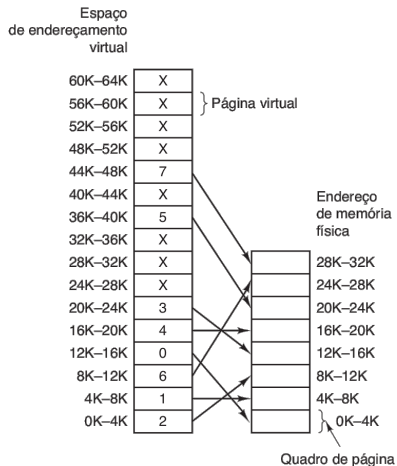 Espaço
de endereçamento
virtual
60K–64K X
56K–60K X Página virtual
52K–56K X
48K–52K X
44K–48K 7
40K–44K X
36K–40K 5
32K–36K X
28K–32K X
24K–28K X
20K–24K 3
16K–20K 4
12K–16K 0
8K–12K 6
4K–8K 1
0K–4K 2
Endereço
de memória
física
28K–32K
24K–28K
20K–24K
16K–20K
12K–16K
8K–12K
4K–8K
0K–4K
Quadro de página